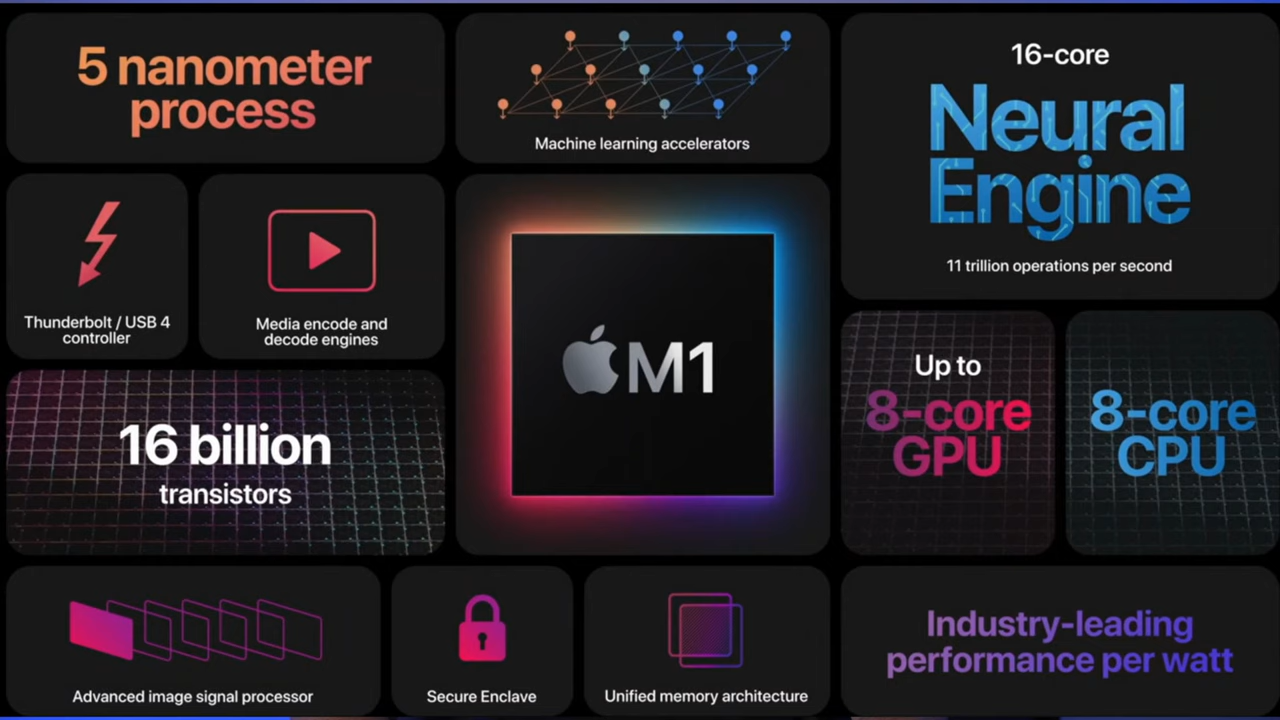 5 nanometer
process
Machine learning accelerators
16-core
Neural
Engine
11 trillion operations per second
Thunderbolt / USB 4
controller
Media encode and
decode engines
M1
Up to
8-core
GPU
8-core
CPU
16 billion
transistors
Advanced image signal processor
Secure Enclave
Unified memory architecture
Industry-leading
performance per watt